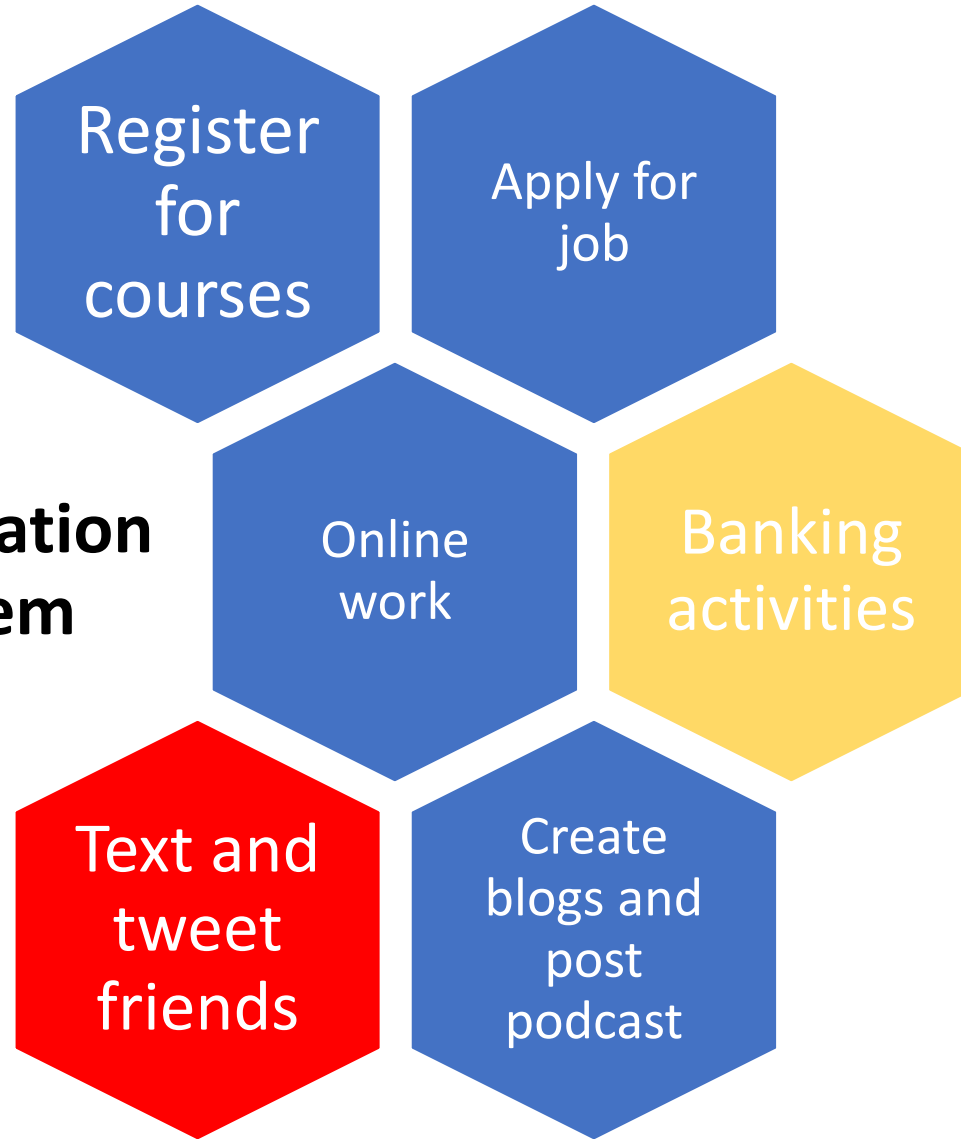 Register
for
courses
Apply for
job
ation
em
Online
work
Banking
activities
Text and
tweet
friends
Create
blogs and
post
podcast